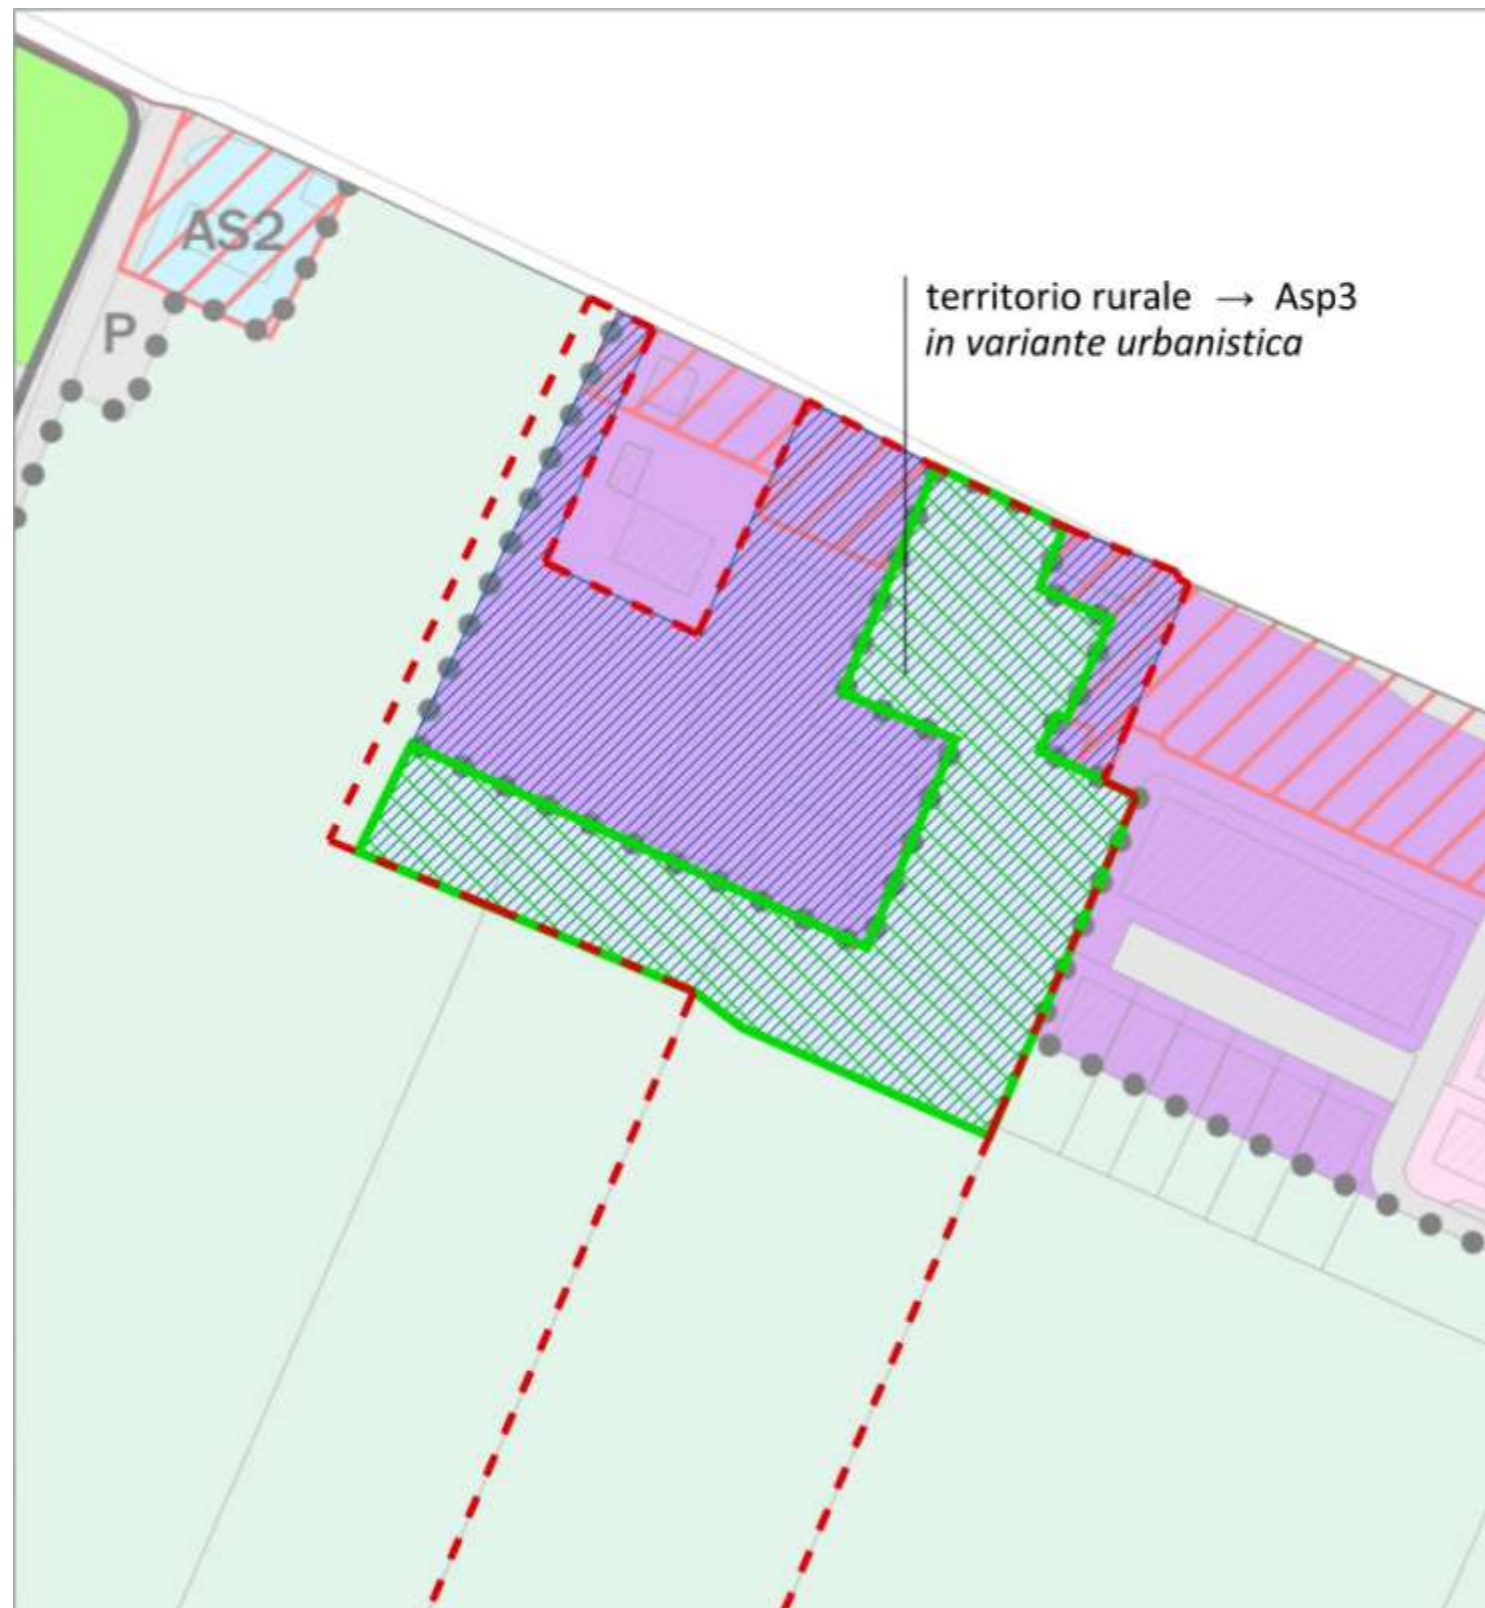 AS2
P
territorio rurale → Asp3
in variante urbanistica